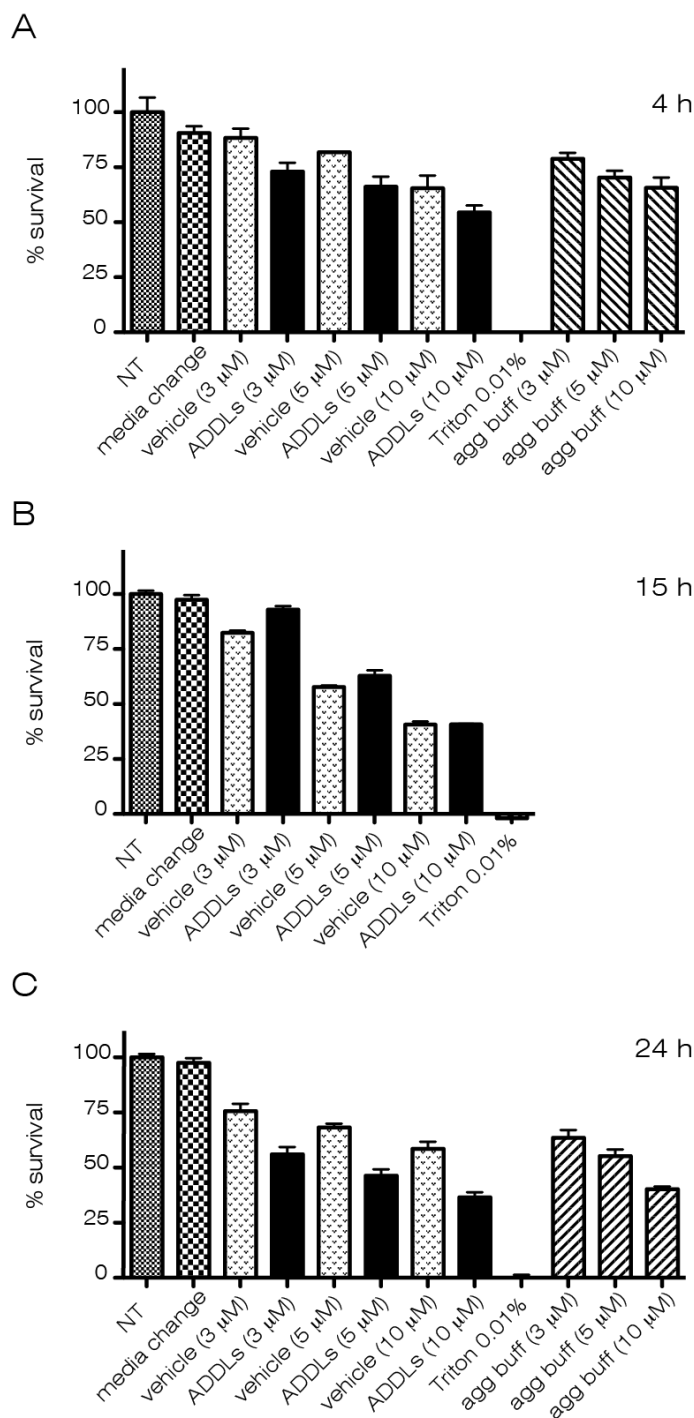 A
4 h
% survival
100
75
50
25
0
NT
media change
vehicle (3 µM)
ADDLs (3 µM)
vehicle (5 µM)
ADDLs (5 µM)
vehicle (10 µM)
ADDLs (10 µM)
Triton 0.01%
agg buff (3 µM)
agg buff (5 µM)
agg buff (10 µM)
B
15 h
% survival
100
75
50
25
0
NT
media change
vehicle (3 µM)
ADDLs (3 µM)
vehicle (5 µM)
ADDLs (5 µM)
vehicle (10 µM)
ADDLs (10 µM)
Triton 0.01%
C
24 h
% survival
100
75
50
25
0
NT
media change
vehicle (3 µM)
ADDLs (3 µM)
vehicle (5 µM)
ADDLs (5 µM)
vehicle (10 µM)
ADDLs (10 µM)
Triton 0.01%
agg buff (3 µM)
agg buff (5 µM)
agg buff (10 µM)